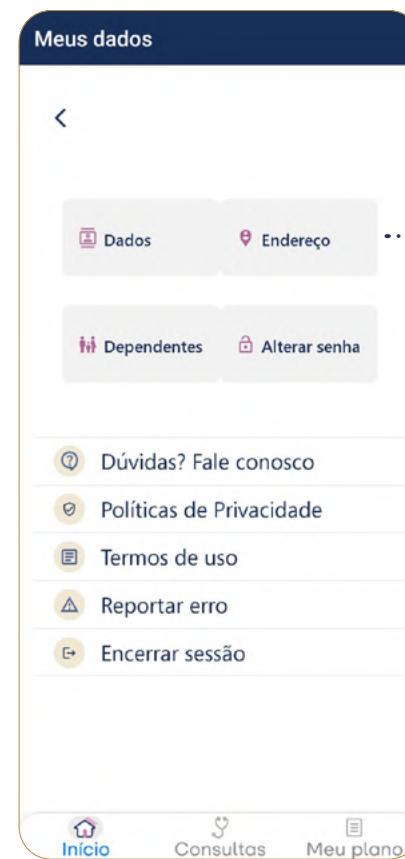 Meus dados
Dados
Endereço
Dependentes
Alterar senha
Dúvidas? Fale conosco
Políticas de Privacidade
Termos de uso
Reportar erro
Encerrar sessão
Início
Consultas
Meu plano